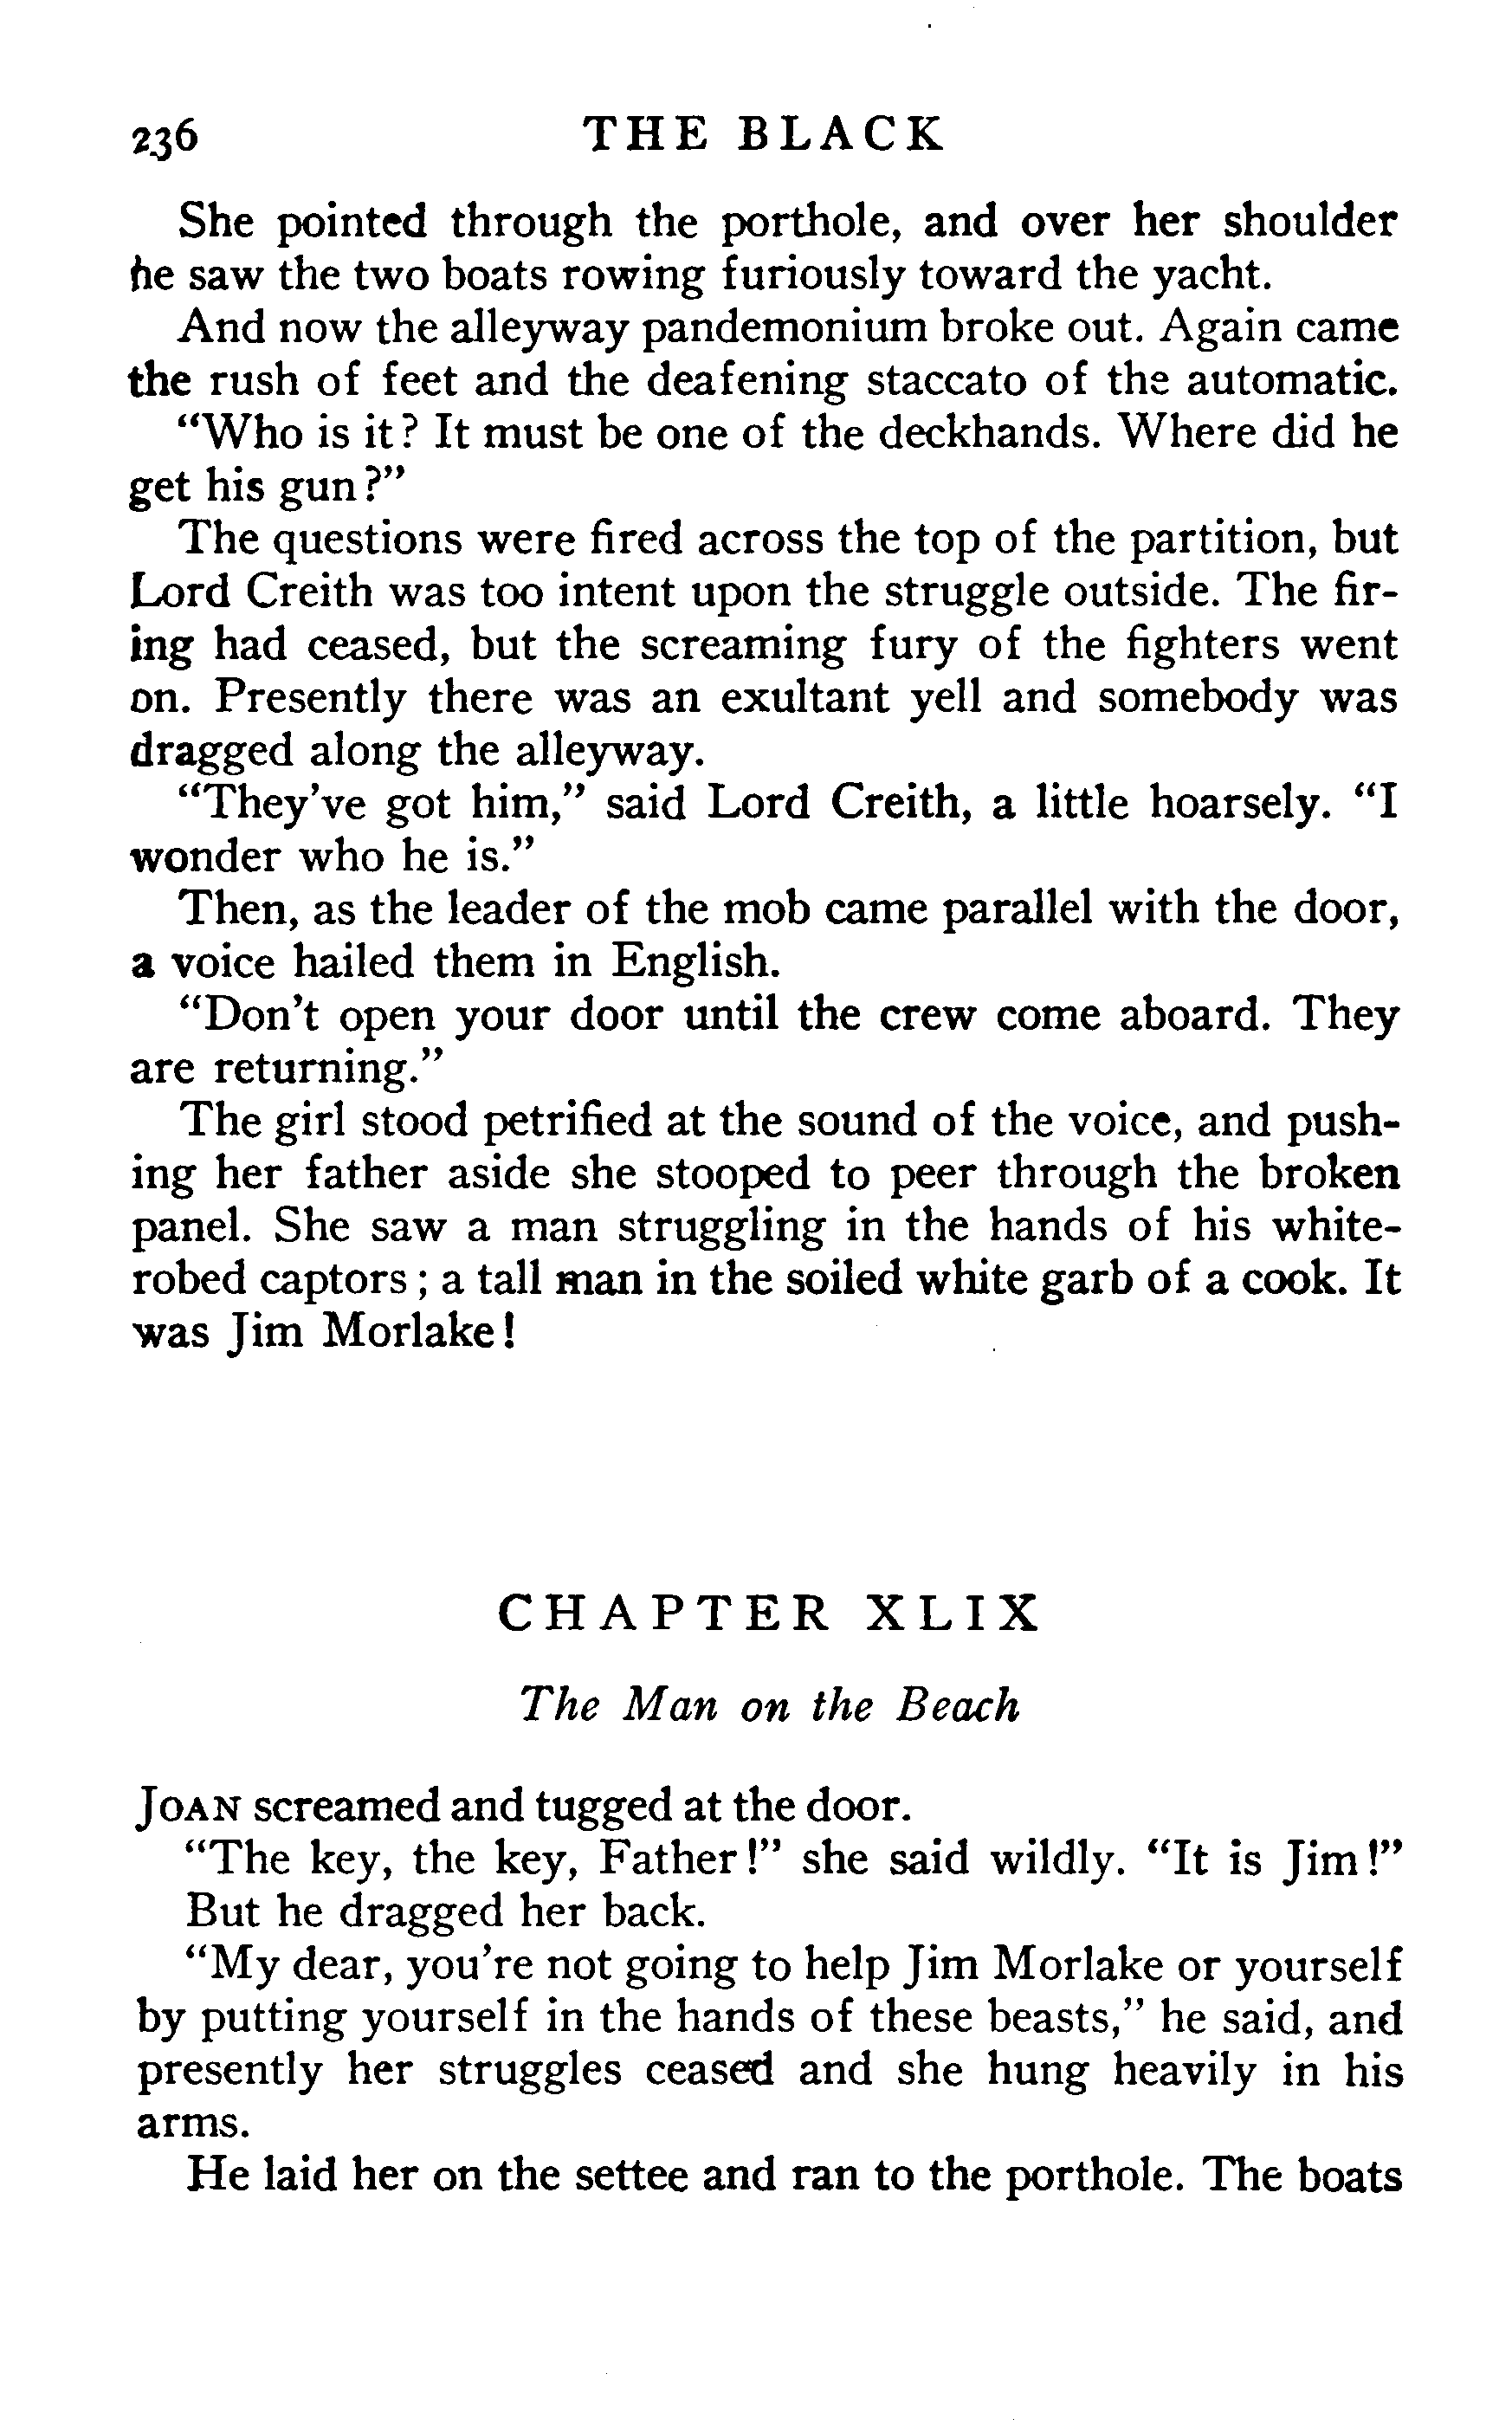 236 THE BLACK
She pointed through the porthole, and over her shoulder
he saw the two boats rowing furiously toward the yacht.
And now the alleyway pandemonium broke out. Again came
the rush of feet and the deafening staccato of the automatic.
"Who is it? It must be one of the deckhands. Where did he
get his gun?"
The questions were fired across the top of the partition, but
Lord Creith was too intent upon the struggle outside. The fir-
ing had ceased, but the screaming fury of the fighters went
on. Presently there was an exultant yell and somebody was
dragged along the alleyway.
"They've got him," said Lord Creith, a little hoarsely. "I
wonder who he is."
Then, as the leader of the mob came parallel with the door,
a voice hailed them in English.
"Don't open your door until the crew come aboard. They
are returning."
The girl stood petrified at the sound of the voice, and push-
ing her father aside she stooped to peer through the broken
panel. She saw a man struggling in the hands of his white-
robed captors; a tall man in the soiled white garb of a cook. It
was Jim Morlake!
CHAPTER XLIX
The Man on the Beach
JOAN screamed and tugged at the door.
"The key, the key, Father!" she said wildly. "It is Jim!"
But he dragged her back.
"My dear, you're not going to help Jim Morlake or yourself
by putting yourself in the hands of these beasts," he said, and
presently her struggles ceased and she hung heavily in his
arms.
He laid her on the settee and ran to the porthole. The boats